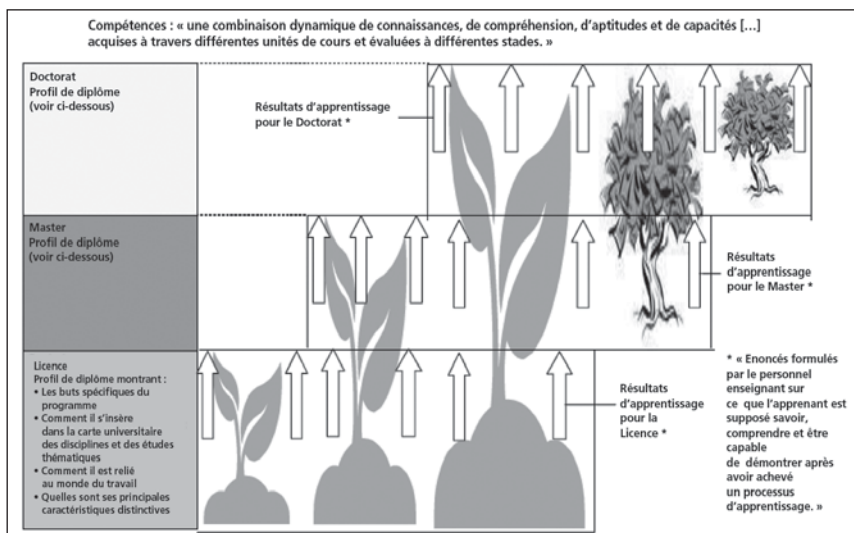 Compétences : « une combinaison dynamique de connaissances, de compréhension, d'aptitudes et de capacités [...]
acquises à travers différentes unités de cours et évaluées à différentes stades. »
Doctorat
Profil de diplôme
(voir ci-dessous)
Résultats d'apprentissage
pour le Doctorat *
Master
Profil de diplôme
(voir ci-dessous)
Résultats
d'apprentissage
pour le Master *
Licence
Profil de diplôme montrant :
• Les buts spécifiques du
programme
• Comment il s'insère
dans la carte universitaire
des disciplines et des études
thématiques
• Comment il est relié
au monde du travail
• Quelles sont ses principales
caractéristiques distinctives
Résultats
d'apprentissage
pour la
Licence *
* « Enoncés formulés
par le personnel
enseignant sur
ce que l'apprenant est
supposé savoir,
comprendre et être
capable
de démontrer après
avoir achevé
un processus
d'apprentissage. »